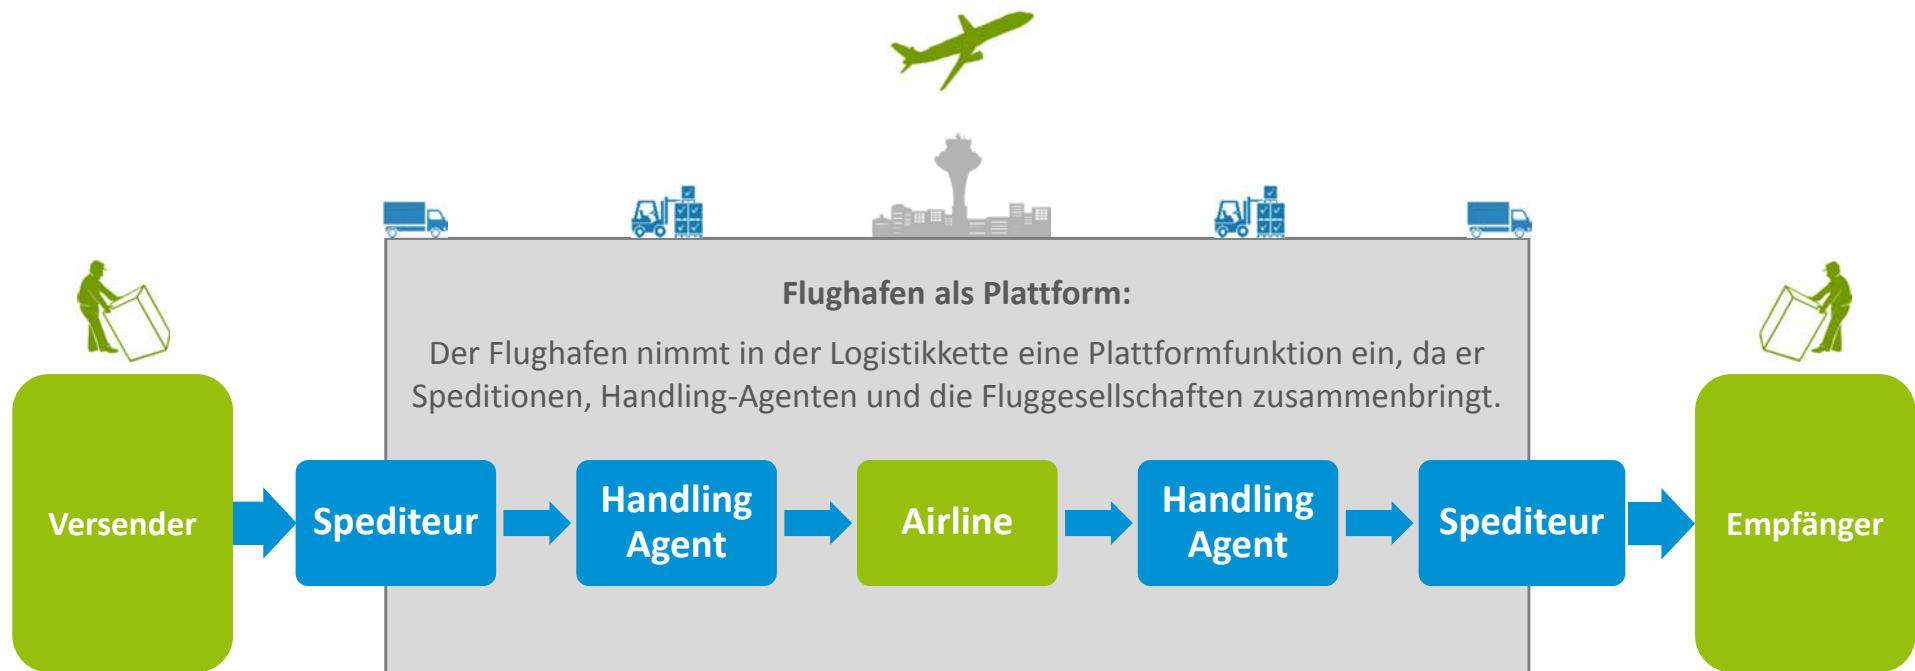 Flughafen als Plattform:
Der Flughafen nimmt in der Logistikkette eine Plattformfunktion ein, da er
Speditionen, Handling-Agenten und die Fluggesellschaften zusammenbringt.
Versender
Spediteur
Handling
Agent
Airline
Handling
Agent
Spediteur
Empfänger